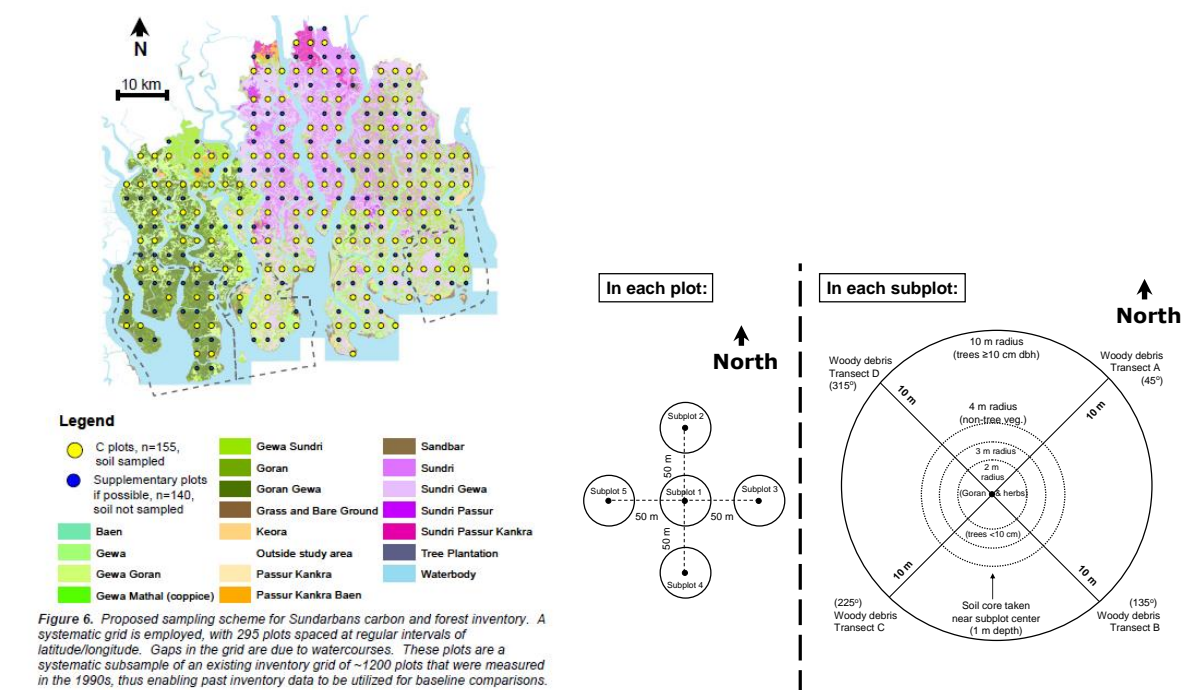 N
10 km
Legend
C plots, n=155,
soil sampled
Supplementary plots
if possible, n=140,
soil not sampled
Baen
Gewa
Gewa Goran
Gewa Mathal (coppice)
Gewa Sundri
Goran
Goran Gewa
Grass and Bare Ground
Keora
Outside study area
Passur Kankra
Passur Kankra Baen
Sandbar
Sundri
Sundri Gewa
Sundri Passur
Sundri Passur Kankra
Tree Plantation
Waterbody
Figure 6. Proposed sampling scheme for Sundarbans carbon and forest inventory. A
systematic grid is employed, with 295 plots spaced at regular intervals of
latitude/longitude. Gaps in the grid are due to watercourses. These plots are a
systematic subsample of an existing inventory grid of ~1200 plots that were measured
in the 1990s, thus enabling past inventory data to be utilized for baseline comparisons.
In each plot:
North
Subplot 2
50 m
Subplot 5
Subplot 1
Subplot 3
50 m
50 m
50 m
Subplot 4
In each subplot:
North
10 m radius
(trees ≥10 cm dbh)
Woody debris
Transect D
(315º)
Woody debris
Transect A
(45º)
10 m
10 m
4 m radius
(non-tree veg.)
3 m radius
2 m
radius
(Goran & herbs)
(trees <10 cm)
10 m
10 m
Soil core taken
near subplot center
(1 m depth)
(225º)
Woody debris
Transect C
(135º)
Woody debris
Transect B